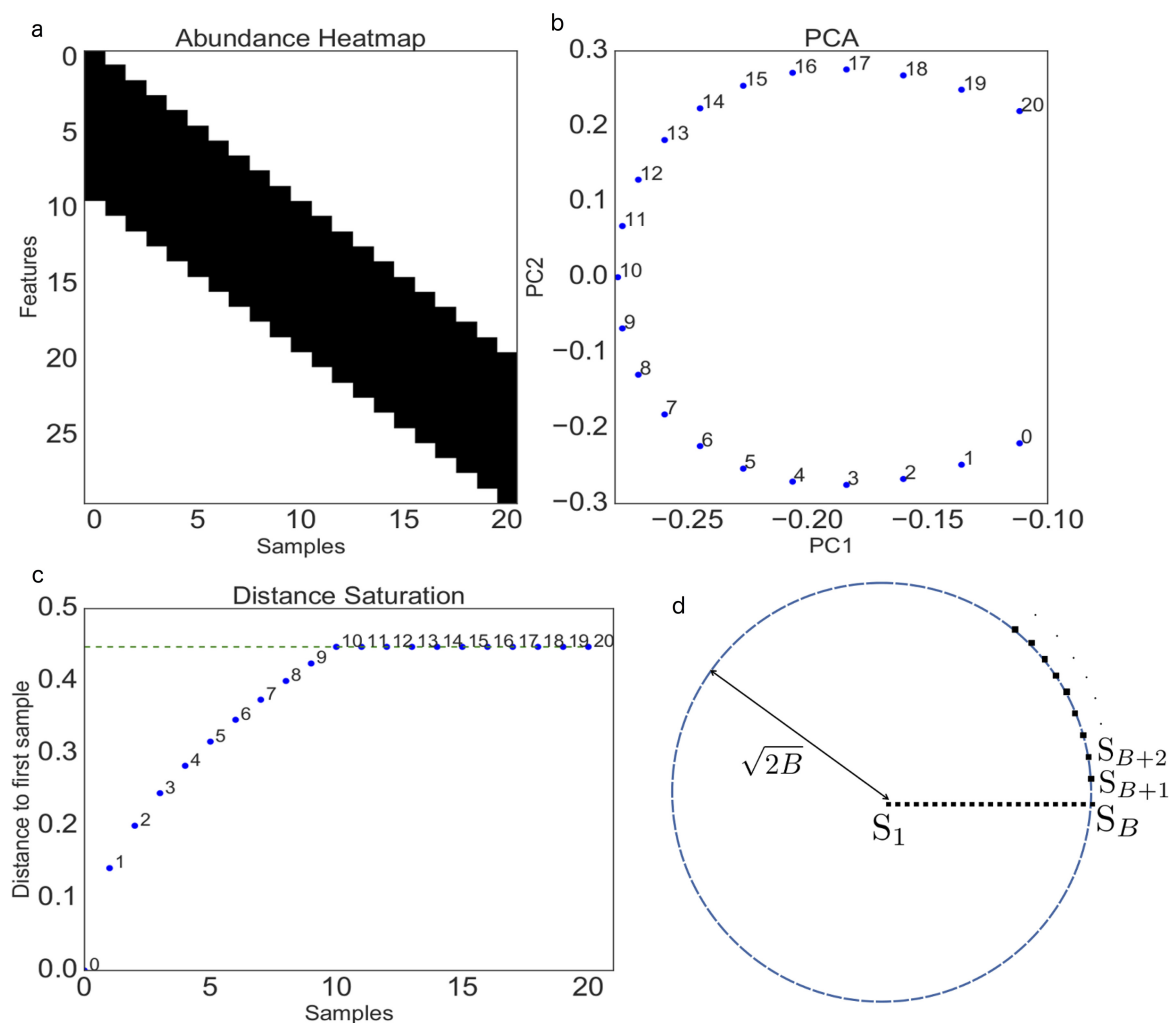 a
Abundance Heatmap
0
5
10
15
20
25
Features
0 5 10 15 20
Samples
b
PCA
0.3
0.2
0.1
0.0
−0.1
−0.2
−0.3
PC2
17
16
18
15
19
14
20
13
12
11
10
9
8
7
6
5
4
3
2
1
0
−0.25 −0.20 −0.15 −0.10
PC1
c
Distance Saturation
0.5
0.4
0.3
0.2
0.1
0.0
Distance to first sample
0 1 2 3 4 5 6 7 8 9 10 11 12 13 14 15 16 17 18 19 20
0 5 10 15 20
Samples
d
√2B
S₁
S_{B+2}
S_{B+1}
S_B